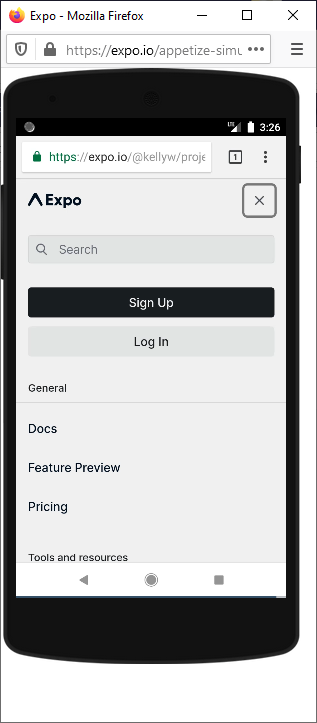 Expo - Mozilla Firefox
https://expo.io/appetize-simu
3:26
https://expo.io/@kellyw/proje
1
Expo
Search
Sign Up
Log In
General
Docs
Feature Preview
Pricing
Tools and resources